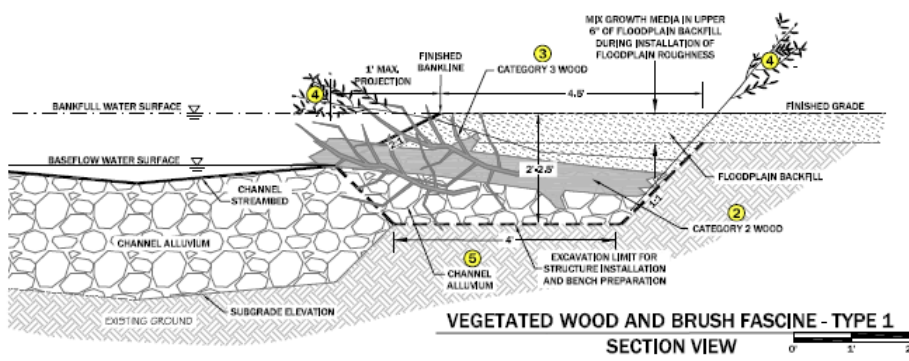 MIX GROWTH MEDIA IN UPPER
6" OF FLOODPLAIN BACKFILL
DURING INSTALLATION OF
FLOODPLAIN ROUGHNESS
FINISHED
BANKLINE
3
CATEGORY 3 WOOD
1' MAX.
PROJECTION
4
4
4.5'
BANKFULL WATER SURFACE
FINISHED GRADE
2:1
BASEFLOW WATER SURFACE
2'-2.5'
FLOODPLAIN BACKFILL
CHANNEL
STREAMBED
1:1
2
CATEGORY 2 WOOD
CHANNEL ALLUVIUM
4'
5
CHANNEL
ALLUVIUM
EXCAVATION LIMIT FOR
STRUCTURE INSTALLATION
AND BENCH PREPARATION
SUBGRADE ELEVATION
EXISTING GROUND
VEGETATED WOOD AND BRUSH FASCINE - TYPE 1
SECTION VIEW
0' 1'